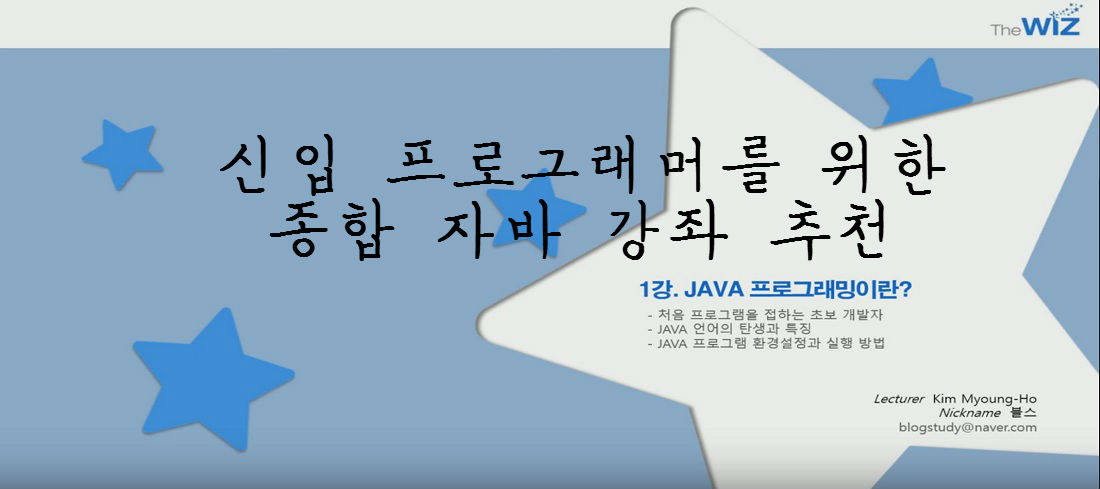 The WIZ
신입 프로그래머를 위한
종합 자바 강좌 추천
1강. JAVA 프로그래밍이란?
- 처음 프로그램을 접하는 초보 개발자
- JAVA 언어의 탄생과 특징
- JAVA 프로그램 환경설정과 실행 방법
Lecturer Kim Myoung-Ho
Nickname 불스
blogstudy@naver.com